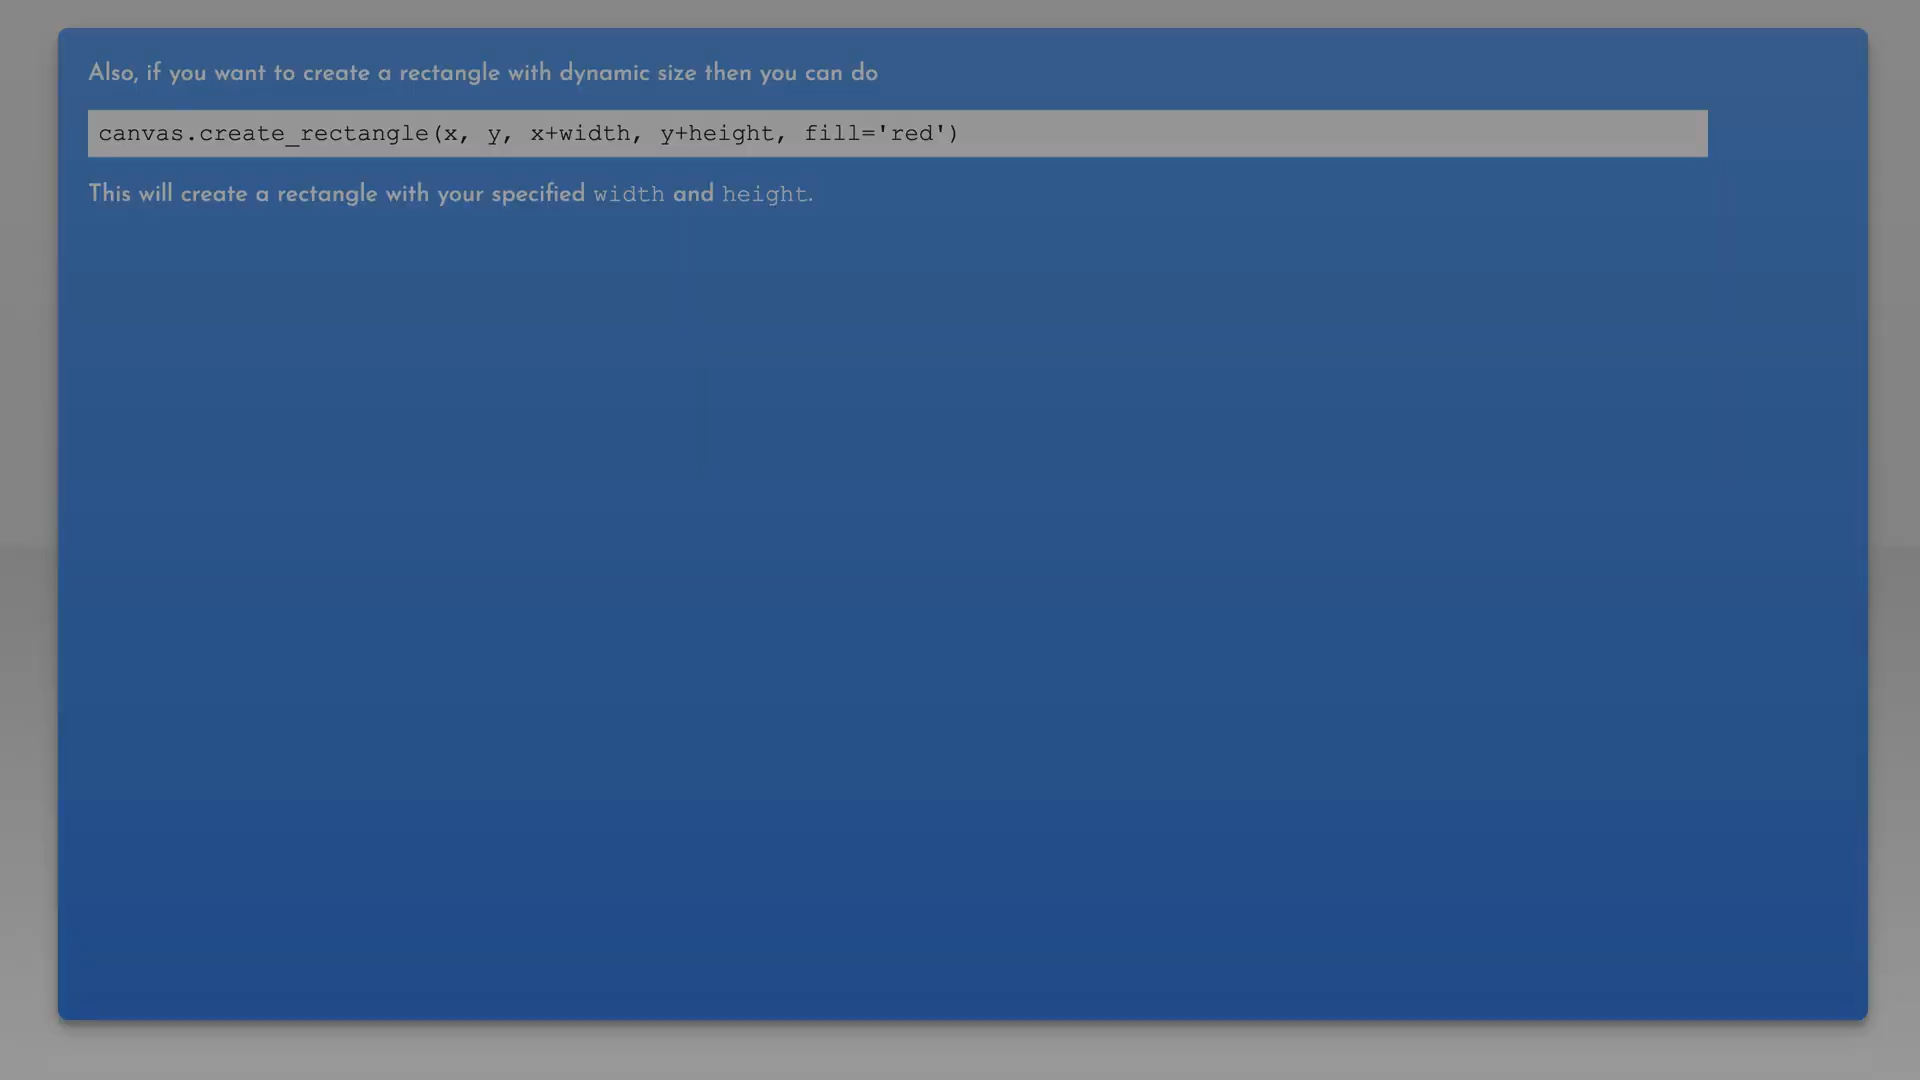 Also, if you want to create a rectangle with dynamic size then you can do
canvas.create_rectangle(x, y, x+width, y+height, fill='red')
This will create a rectangle with your specified width and height.